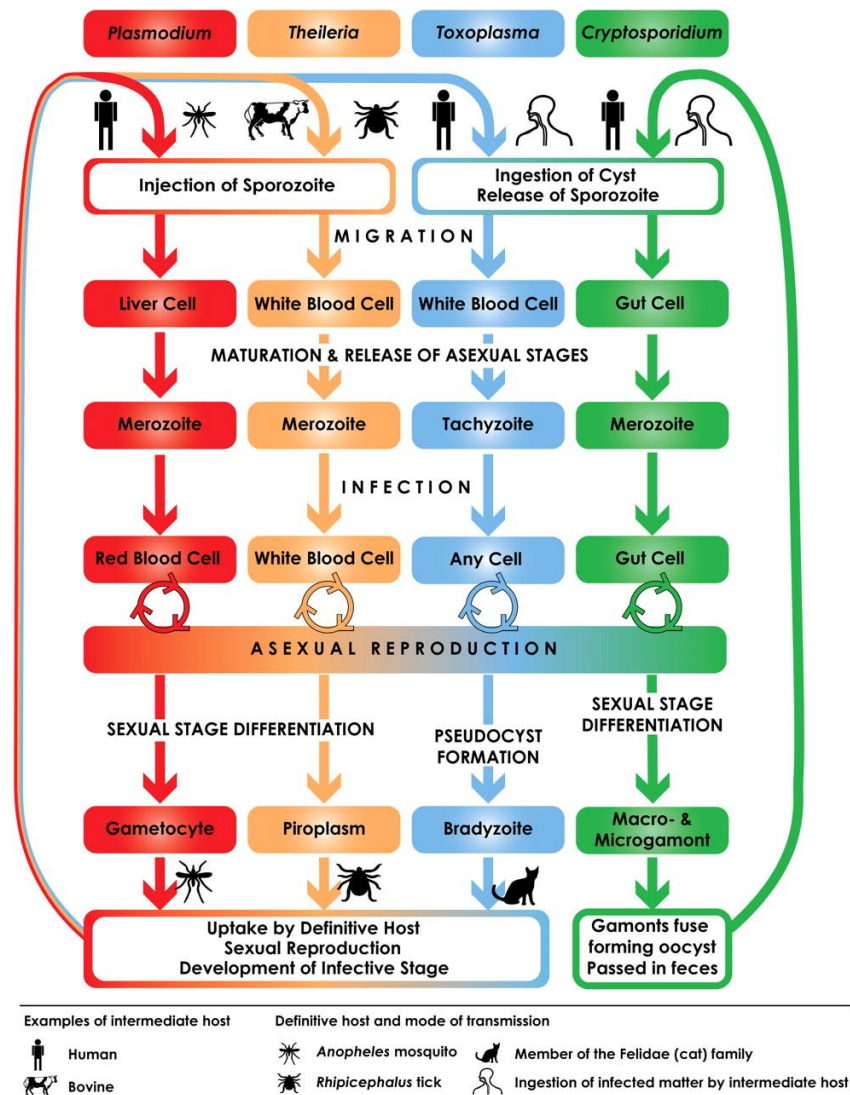 Plasmodium
Theileria
Toxoplasma
Cryptosporidium
Injection of Sporozoite
Ingestion of Cyst
Release of Sporozoite
MIGRATION
Liver Cell
White Blood Cell
White Blood Cell
Gut Cell
MATURATION & RELEASE OF ASEXUAL STAGES
Merozoite
Merozoite
Tachyzoite
Merozoite
INFECTION
Red Blood Cell
White Blood Cell
Any Cell
Gut Cell
ASEXUAL REPRODUCTION
SEXUAL STAGE DIFFERENTIATION
PSEUDOCYST
FORMATION
SEXUAL STAGE
DIFFERENTIATION
Gametocyte
Piroplasm
Bradyzoite
Macro- &
Microgamont
Uptake by Definitive Host
Sexual Reproduction
Development of Infective Stage
Gamonts fuse
forming oocyst
Passed in feces
Examples of intermediate host
Human
Bovine
Definitive host and mode of transmission
Anopheles mosquito
Member of the Felidae (cat) family
Rhipicephalus tick
Ingestion of infected matter by intermediate host